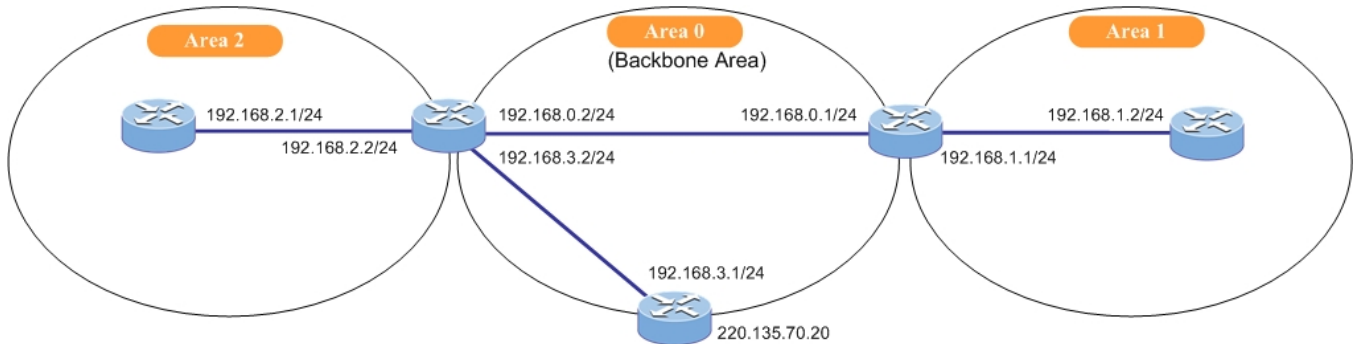 Area 2
Area 0
(Backbone Area)
Area 1
192.168.2.1/24
192.168.2.2/24
192.168.0.2/24
192.168.3.2/24
192.168.0.1/24
192.168.1.1/24
192.168.1.2/24
192.168.3.1/24
220.135.70.20